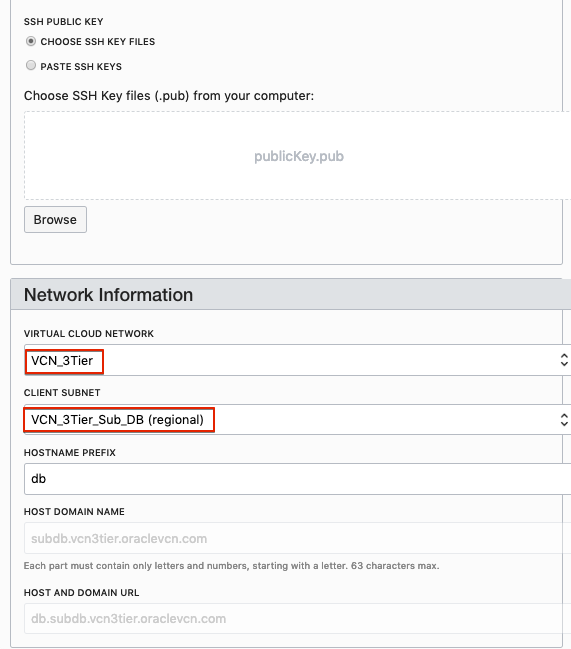 SSH PUBLIC KEY
CHOOSE SSH KEY FILES
PASTE SSH KEYS
Choose SSH Key files (.pub) from your computer:
publicKey.pub
Browse
Network Information
VIRTUAL CLOUD NETWORK
VCN_3Tier
CLIENT SUBNET
VCN_3Tier_Sub_DB (regional)
HOSTNAME PREFIX
db
HOST DOMAIN NAME
subdb.vcn3tier.oraclevcn.com
Each part must contain only letters and numbers, starting with a letter. 63 characters max.
HOST AND DOMAIN URL
db.subdb.vcn3tier.oraclevcn.com